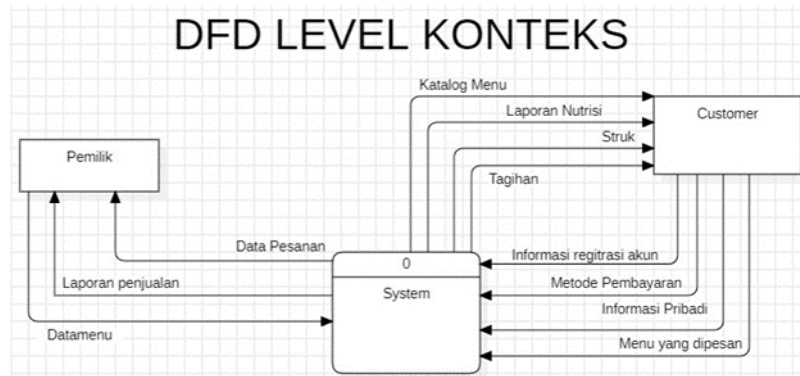 DFD LEVEL KONTEKS
Katalog Menu
Laporan Nutrisi
Customer
Struk
Pemilik
Tagihan
Data Pesanan
Informasi regitrasi akun
0
Laporan penjualan
Metode Pembayaran
System
Informasi Pribadi
Datamenu
Menu yang dipesan